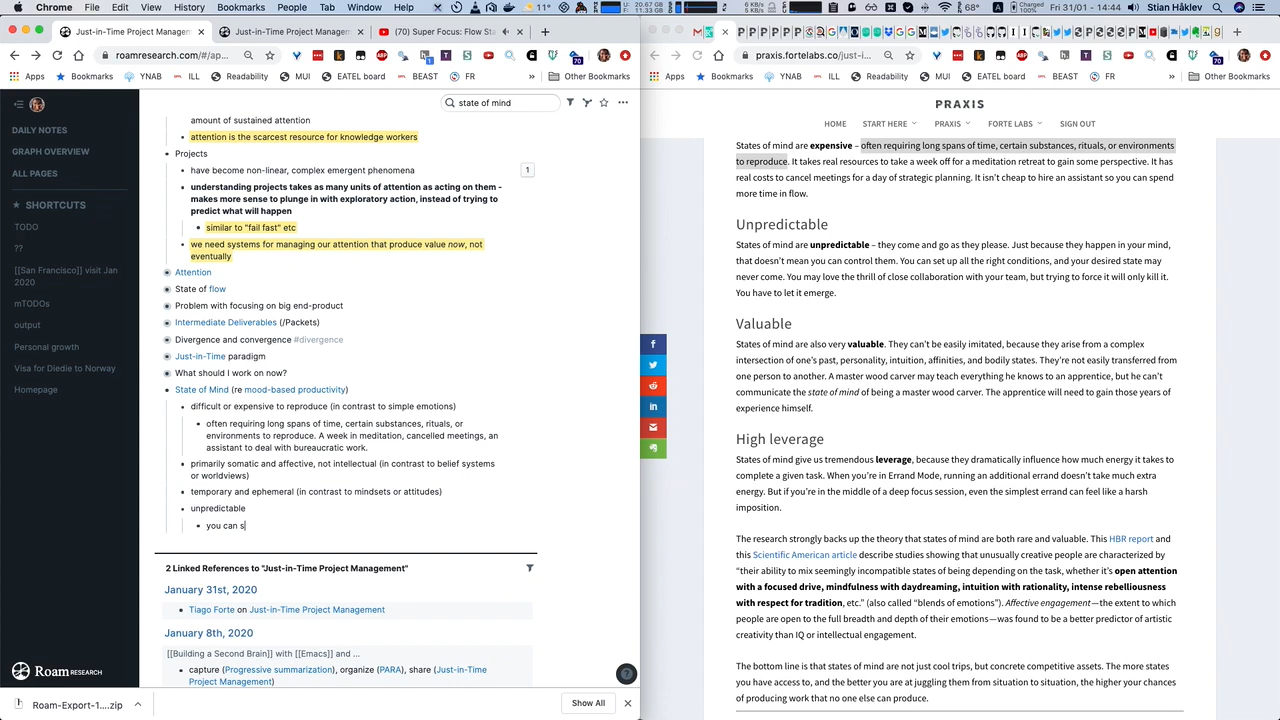 Chrome File Edit View History Bookmarks People Tab Window Help
11° 20.67 GB 11.33 GB 6 KB/s 5 KB/s 68° Charged 100% Fri 31/01 - 14:44 Stian Håklev
Just-in-Time Project Managem
Just-in-Time Project Managem
(70) Super Focus: Flow Sta
roamresearch.com/#/ap...
praxis.fortelabs.co/just-i...
Apps Bookmarks YNAB ILL Readability MUI EATEL board BEAST FR » Other Bookmarks
Apps Bookmarks YNAB ILL Readability MUI EATEL board BEAST FR » Other Bookmarks
DAILY NOTES
GRAPH OVERVIEW
ALL PAGES
SHORTCUTS
TODO
??
[[San Francisco]] visit Jan
2020
mTODOs
output
Personal growth
Visa for Diedie to Norway
Homepage
Roam RESEARCH
state of mind
amount of sustained attention
attention is the scarcest resource for knowledge workers
Projects
have become non-linear, complex emergent phenomena
1
understanding projects takes as many units of attention as acting on them -
makes more sense to plunge in with exploratory action, instead of trying to
predict what will happen
similar to "fail fast" etc
we need systems for managing our attention that produce value now, not
eventually
Attention
State of flow
Problem with focusing on big end-product
Intermediate Deliverables (/Packets)
Divergence and convergence #divergence
Just-in-Time paradigm
What should I work on now?
State of Mind (re mood-based productivity)
difficult or expensive to reproduce (in contrast to simple emotions)
often requiring long spans of time, certain substances, rituals, or
environments to reproduce. A week in meditation, cancelled meetings, an
assistant to deal with bureaucratic work.
primarily somatic and affective, not intellectual (in contrast to belief systems
or worldviews)
temporary and ephemeral (in contrast to mindsets or attitudes)
unpredictable
you can s
2 Linked References to "Just-in-Time Project Management"
January 31st, 2020
Tiago Forte on Just-in-Time Project Management
January 8th, 2020
[[Building a Second Brain]] with [[Emacs]] and ...
capture (Progressive summarization), organize (PARA), share (Just-in-Time
Project Management)
Roam-Export-1....zip
Show All
PRAXIS
HOME START HERE PRAXIS FORTE LABS SIGN OUT
States of mind are expensive – often requiring long spans of time, certain substances, rituals, or environments
to reproduce. It takes real resources to take a week off for a meditation retreat to gain some perspective. It has
real costs to cancel meetings for a day of strategic planning. It isn't cheap to hire an assistant so you can spend
more time in flow.
Unpredictable
States of mind are unpredictable – they come and go as they please. Just because they happen in your mind,
that doesn't mean you can control them. You can set up all the right conditions, and your desired state may
never come. You may love the thrill of close collaboration with your team, but trying to force it will only kill it.
You have to let it emerge.
Valuable
States of mind are also very valuable. They can't be easily imitated, because they arise from a complex
intersection of one's past, personality, intuition, affinities, and bodily states. They're not easily transferred from
one person to another. A master wood carver may teach everything he knows to an apprentice, but he can't
communicate the state of mind of being a master wood carver. The apprentice will need to gain those years of
experience himself.
High leverage
States of mind give us tremendous leverage, because they dramatically influence how much energy it takes to
complete a given task. When you're in Errand Mode, running an additional errand doesn't take much extra
energy. But if you're in the middle of a deep focus session, even the simplest errand can feel like a harsh
imposition.
The research strongly backs up the theory that states of mind are both rare and valuable. This HBR report and
this Scientific American article describe studies showing that unusually creative people are characterized by
"their ability to mix seemingly incompatible states of being depending on the task, whether it's open attention
with a focused drive, mindfulness with daydreaming, intuition with rationality, intense rebelliousness
with respect for tradition, etc." (also called "blends of emotions"). Affective engagement—the extent to which
people are open to the full breadth and depth of their emotions—was found to be a better predictor of artistic
creativity than IQ or intellectual engagement.
The bottom line is that states of mind are not just cool trips, but concrete competitive assets. The more states
you have access to, and the better you are at juggling them from situation to situation, the higher your chances
of producing work that no one else can produce.